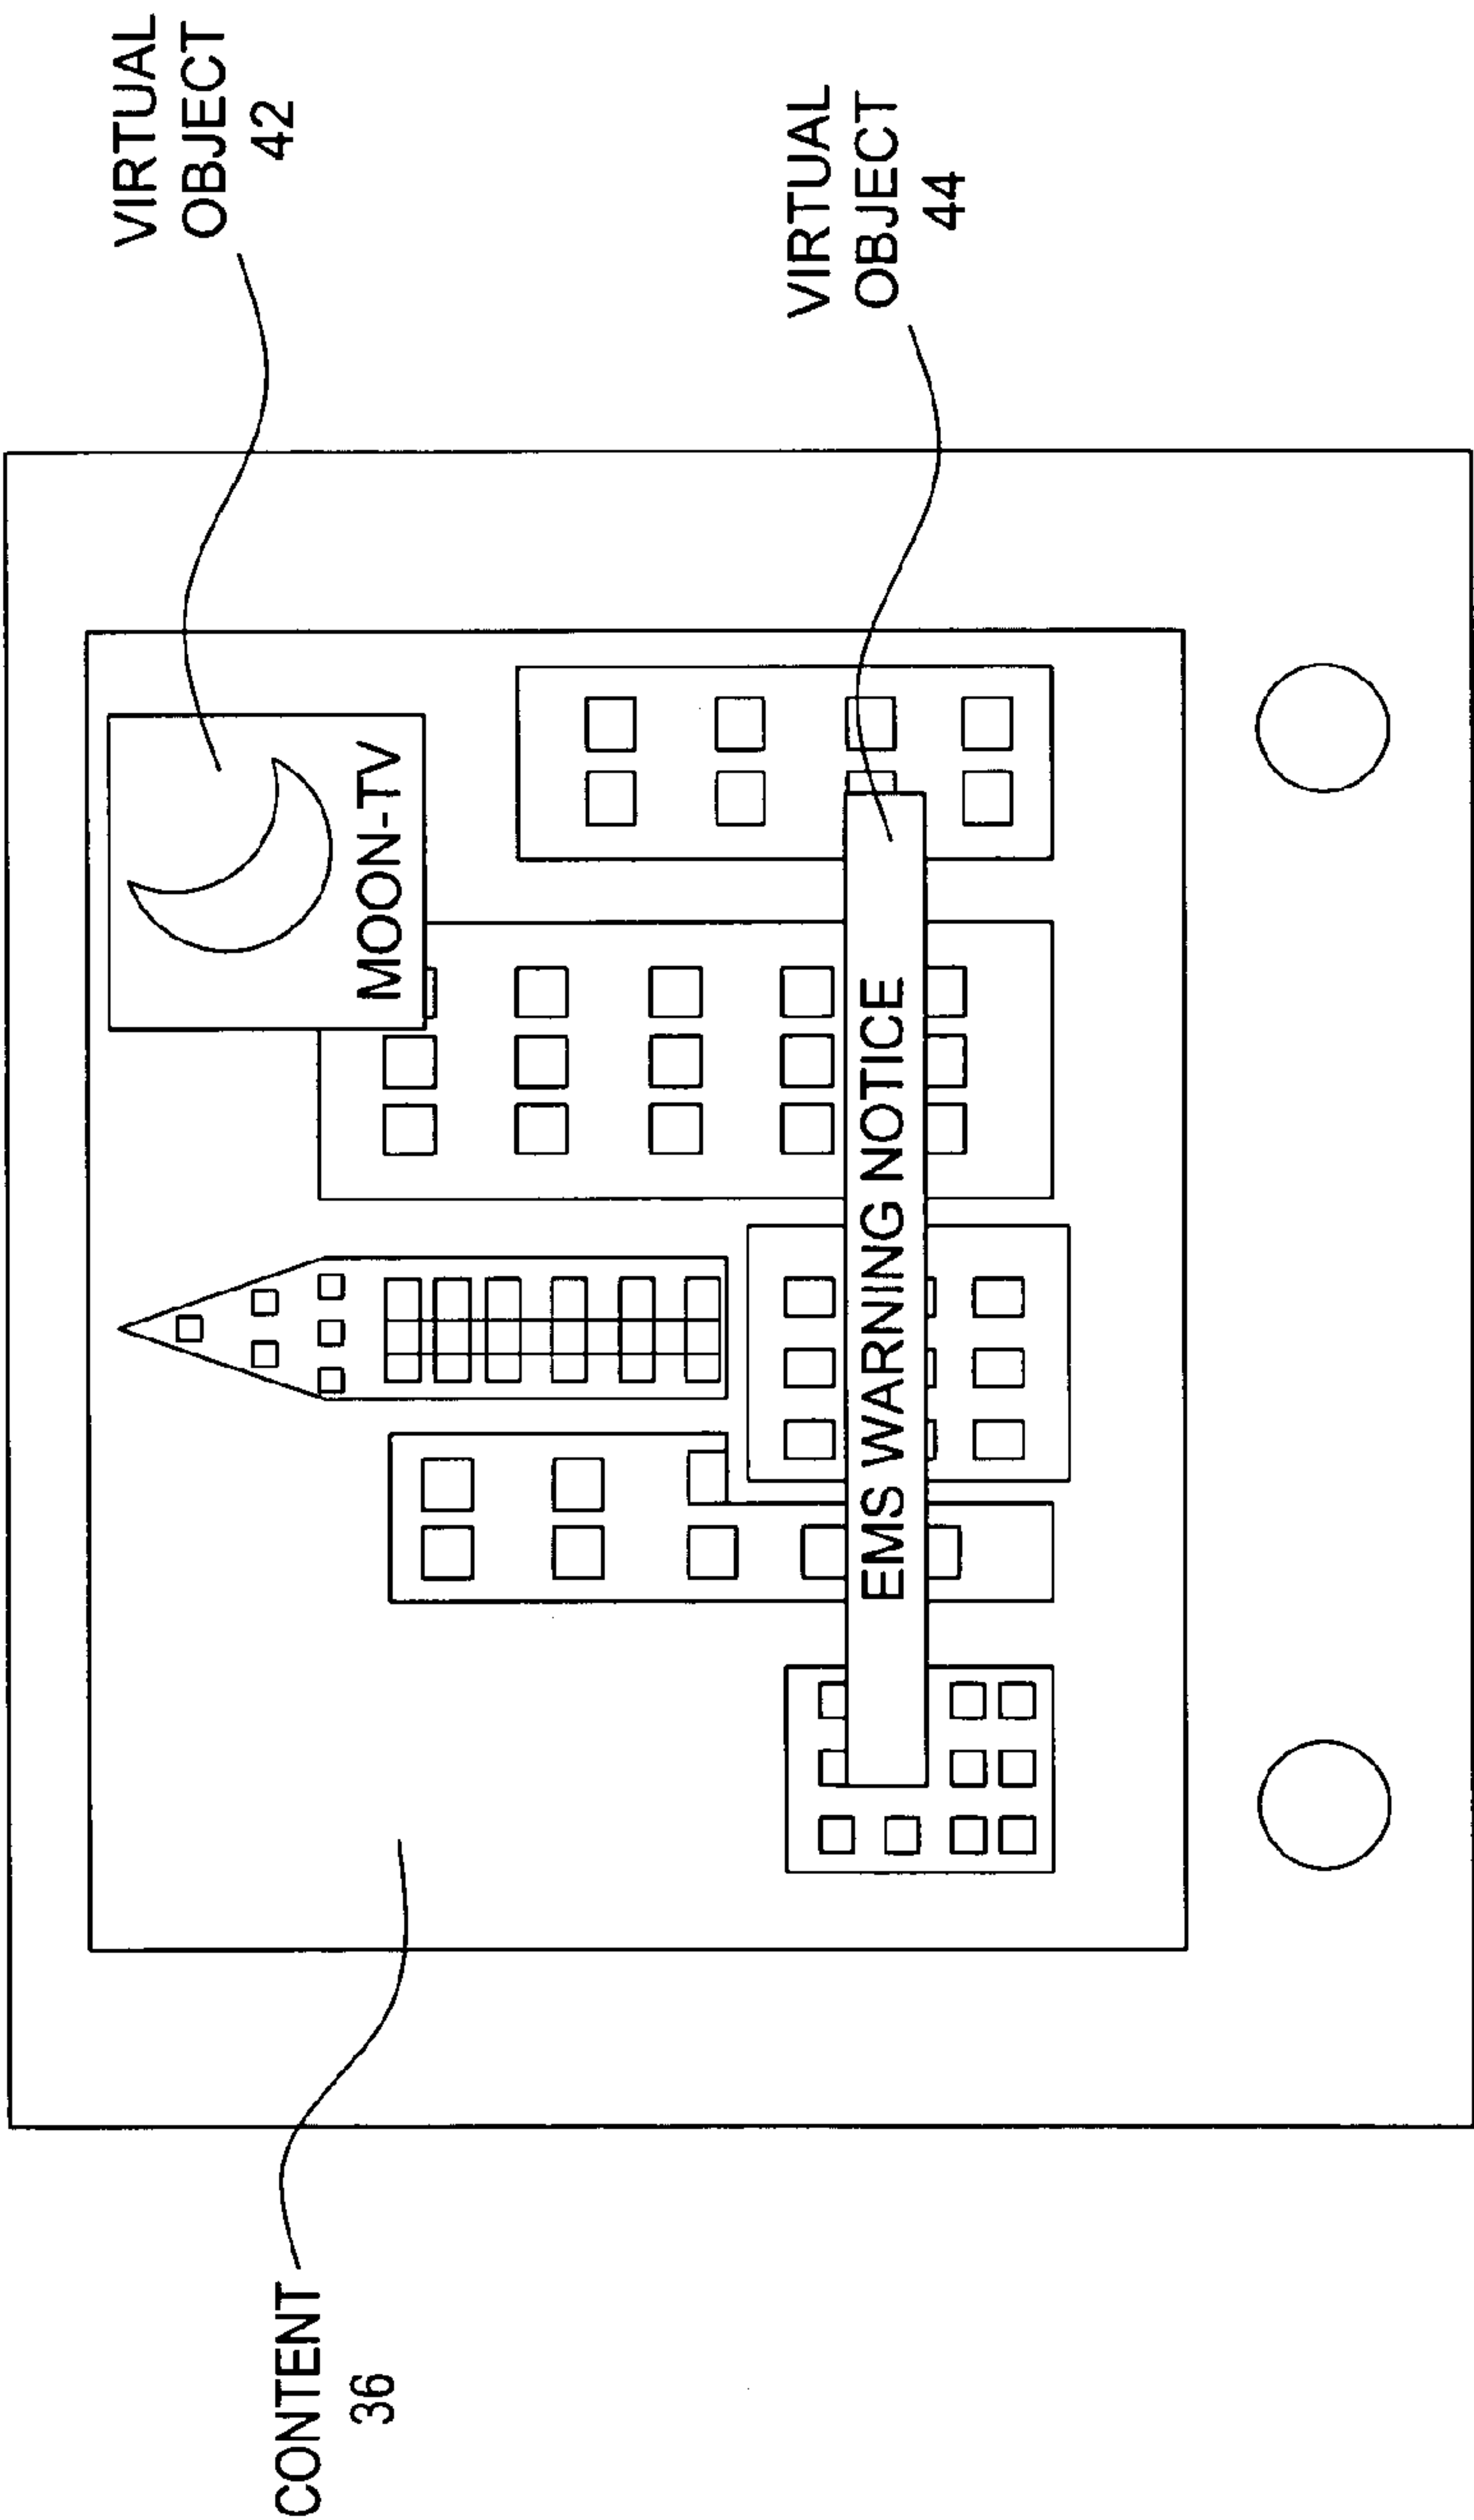 CONTENT
36
VIRTUAL
OBJECT
42
MOON-TV
VIRTUAL
OBJECT
44
EMS WARNING NOTICE